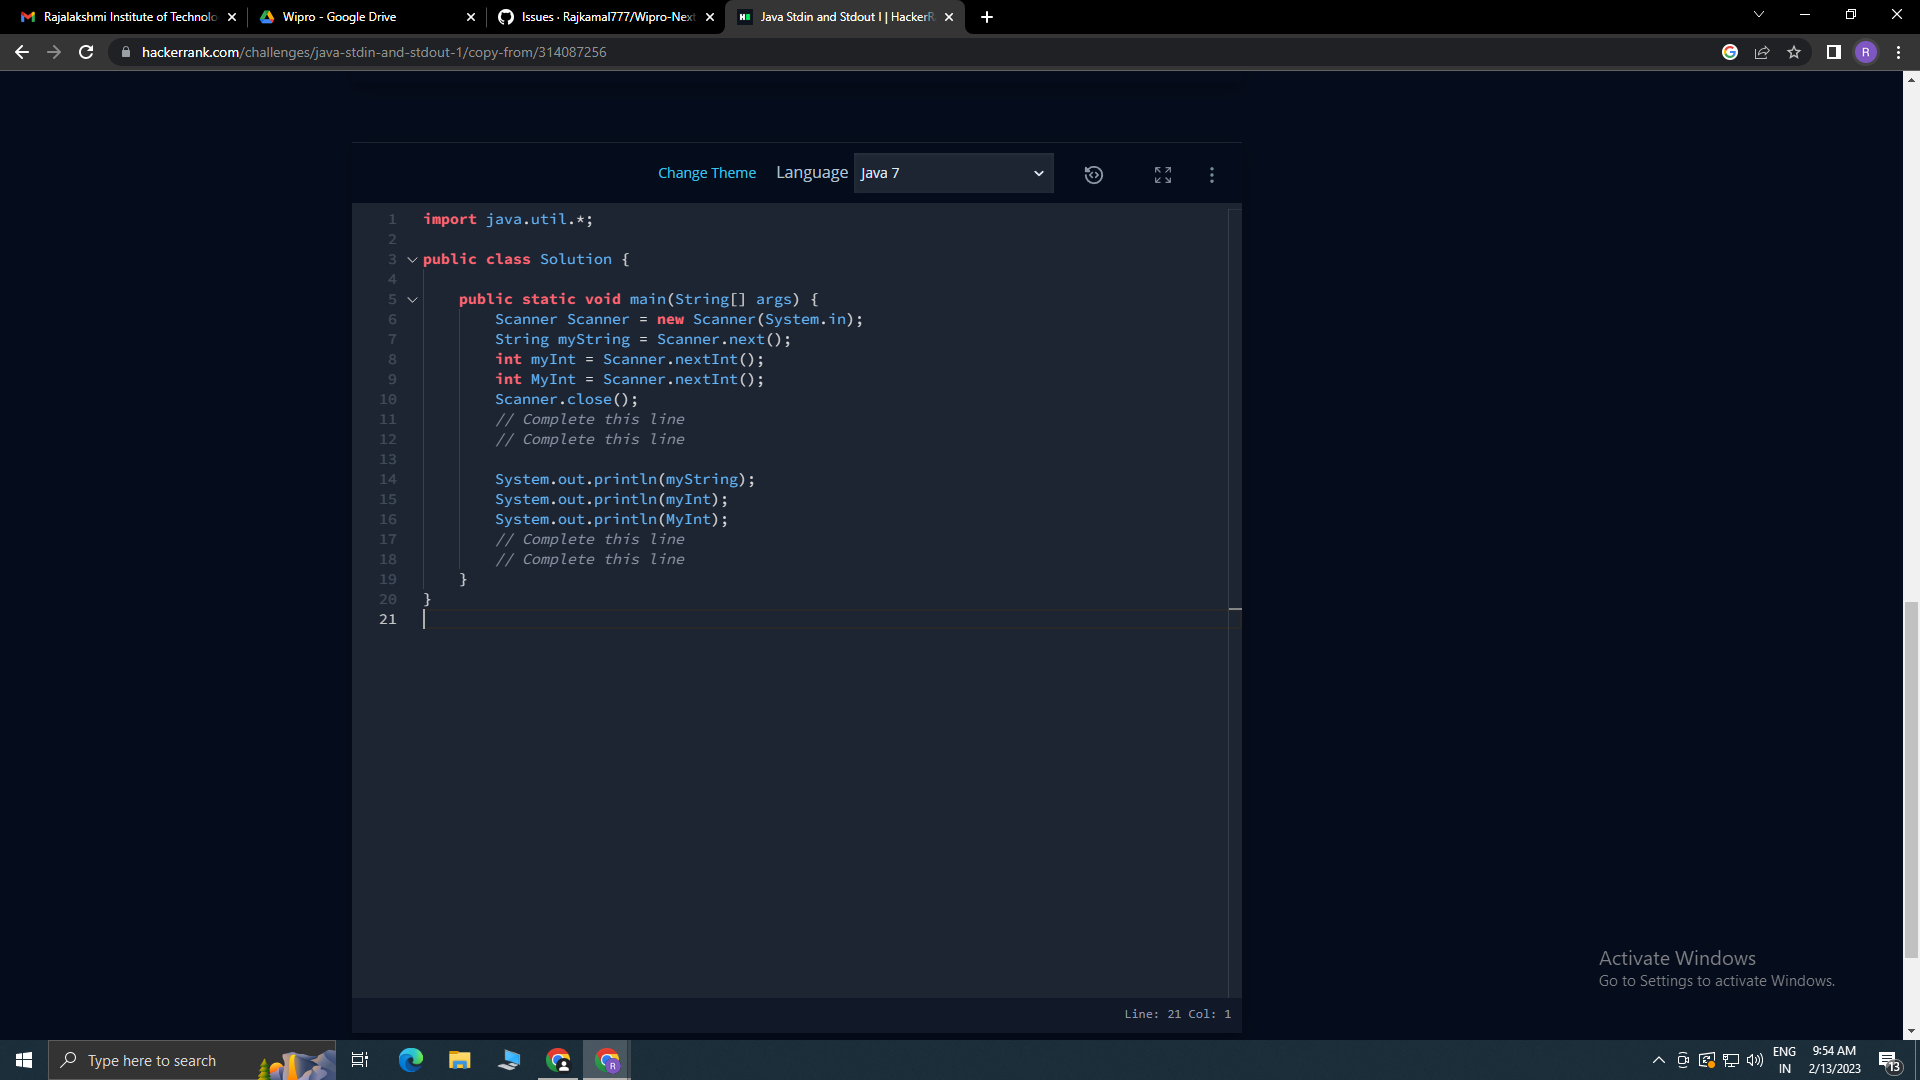 Rajalakshmi Institute of Technolo
Wipro - Google Drive
Issues · Rajkamal777/Wipro-Next
Java Stdin and Stdout I | HackerR
hackerrank.com/challenges/java-stdin-and-stdout-1/copy-from/314087256
R
Change Theme
Language
Java 7
1 import java.util.*;
2
3 public class Solution {
4
5 public static void main(String[] args) {
6 Scanner Scanner = new Scanner(System.in);
7 String myString = Scanner.next();
8 int myInt = Scanner.nextInt();
9 int MyInt = Scanner.nextInt();
10 Scanner.close();
11 // Complete this line
12 // Complete this line
13
14 System.out.println(myString);
15 System.out.println(myInt);
16 System.out.println(MyInt);
17 // Complete this line
18 // Complete this line
19 }
20 }
21
Activate Windows
Go to Settings to activate Windows.
Line: 21 Col: 1
Type here to search
ENG
IN
9:54 AM
2/13/2023
13